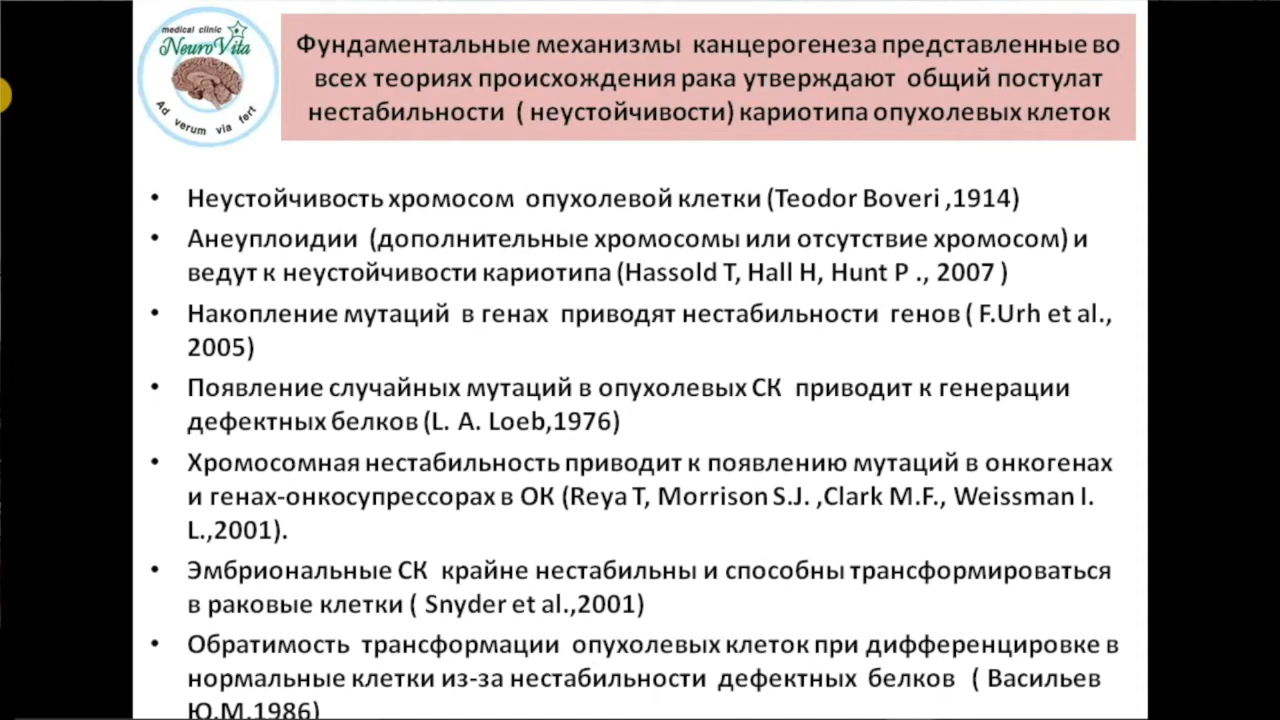 medical clinic
NeuroVita
Ad verum via fert
Фундаментальные механизмы канцерогенеза представленные во
всех теориях происхождения рака утверждают общий постулат
нестабильности ( неустойчивости) кариотипа опухолевых клеток
• Неустойчивость хромосом опухолевой клетки (Teodor Boveri ,1914)
• Анеуплоидии (дополнительные хромосомы или отсутствие хромосом) и
ведут к неустойчивости кариотипа (Hassold T, Hall H, Hunt P ., 2007 )
• Накопление мутаций в генах приводят нестабильности генов ( F.Urh et al.,
2005)
• Появление случайных мутаций в опухолевых СК приводит к генерации
дефектных белков (L. A. Loeb,1976)
• Хромосомная нестабильность приводит к появлению мутаций в онкогенах
и генах-онкосупрессорах в ОК (Reya T, Morrison S.J. ,Clark M.F., Weissman I.
L.,2001).
• Эмбриональные СК крайне нестабильны и способны трансформироваться
в раковые клетки ( Snyder et al.,2001)
• Обратимость трансформации опухолевых клеток при дифференцировке в
нормальные клетки из-за нестабильности дефектных белков ( Васильев
Ю.М.1986)